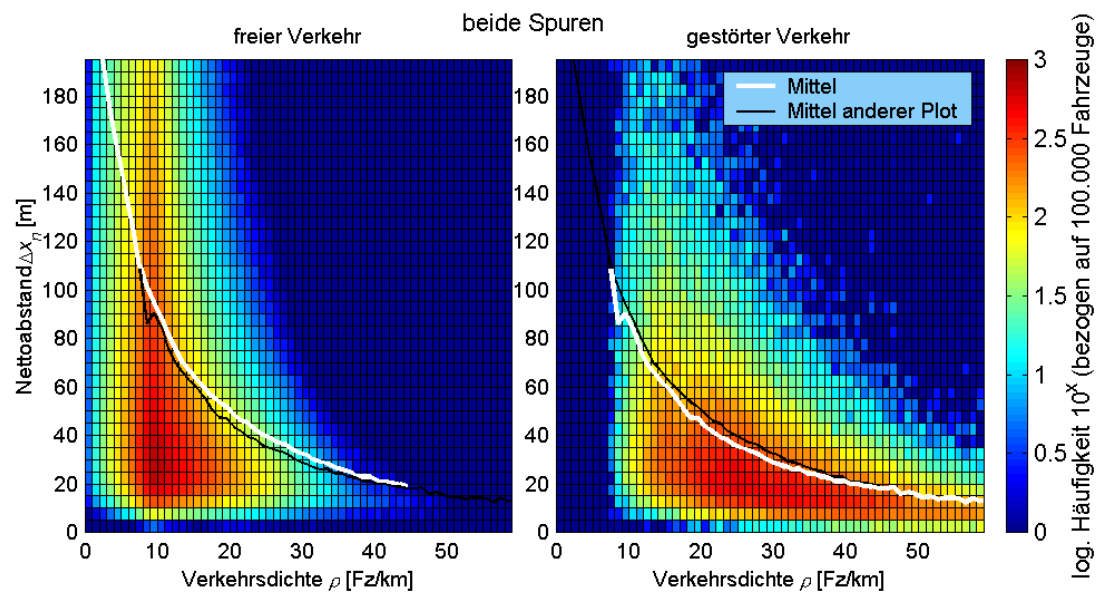 beide Spuren
freier Verkehr
gestörter Verkehr
Nettoabstand Δxn [m]
180
160
140
120
100
80
60
40
20
0
0 10 20 30 40 50
Verkehrsdichte ρ [Fz/km]
180
160
140
120
100
80
60
40
20
0
0 10 20 30 40 50
Verkehrsdichte ρ [Fz/km]
Mittel
Mittel anderer Plot
3
2.5
2
1.5
1
0.5
0
log. Häufigkeit 10^x (bezogen auf 100.000 Fahrzeuge)